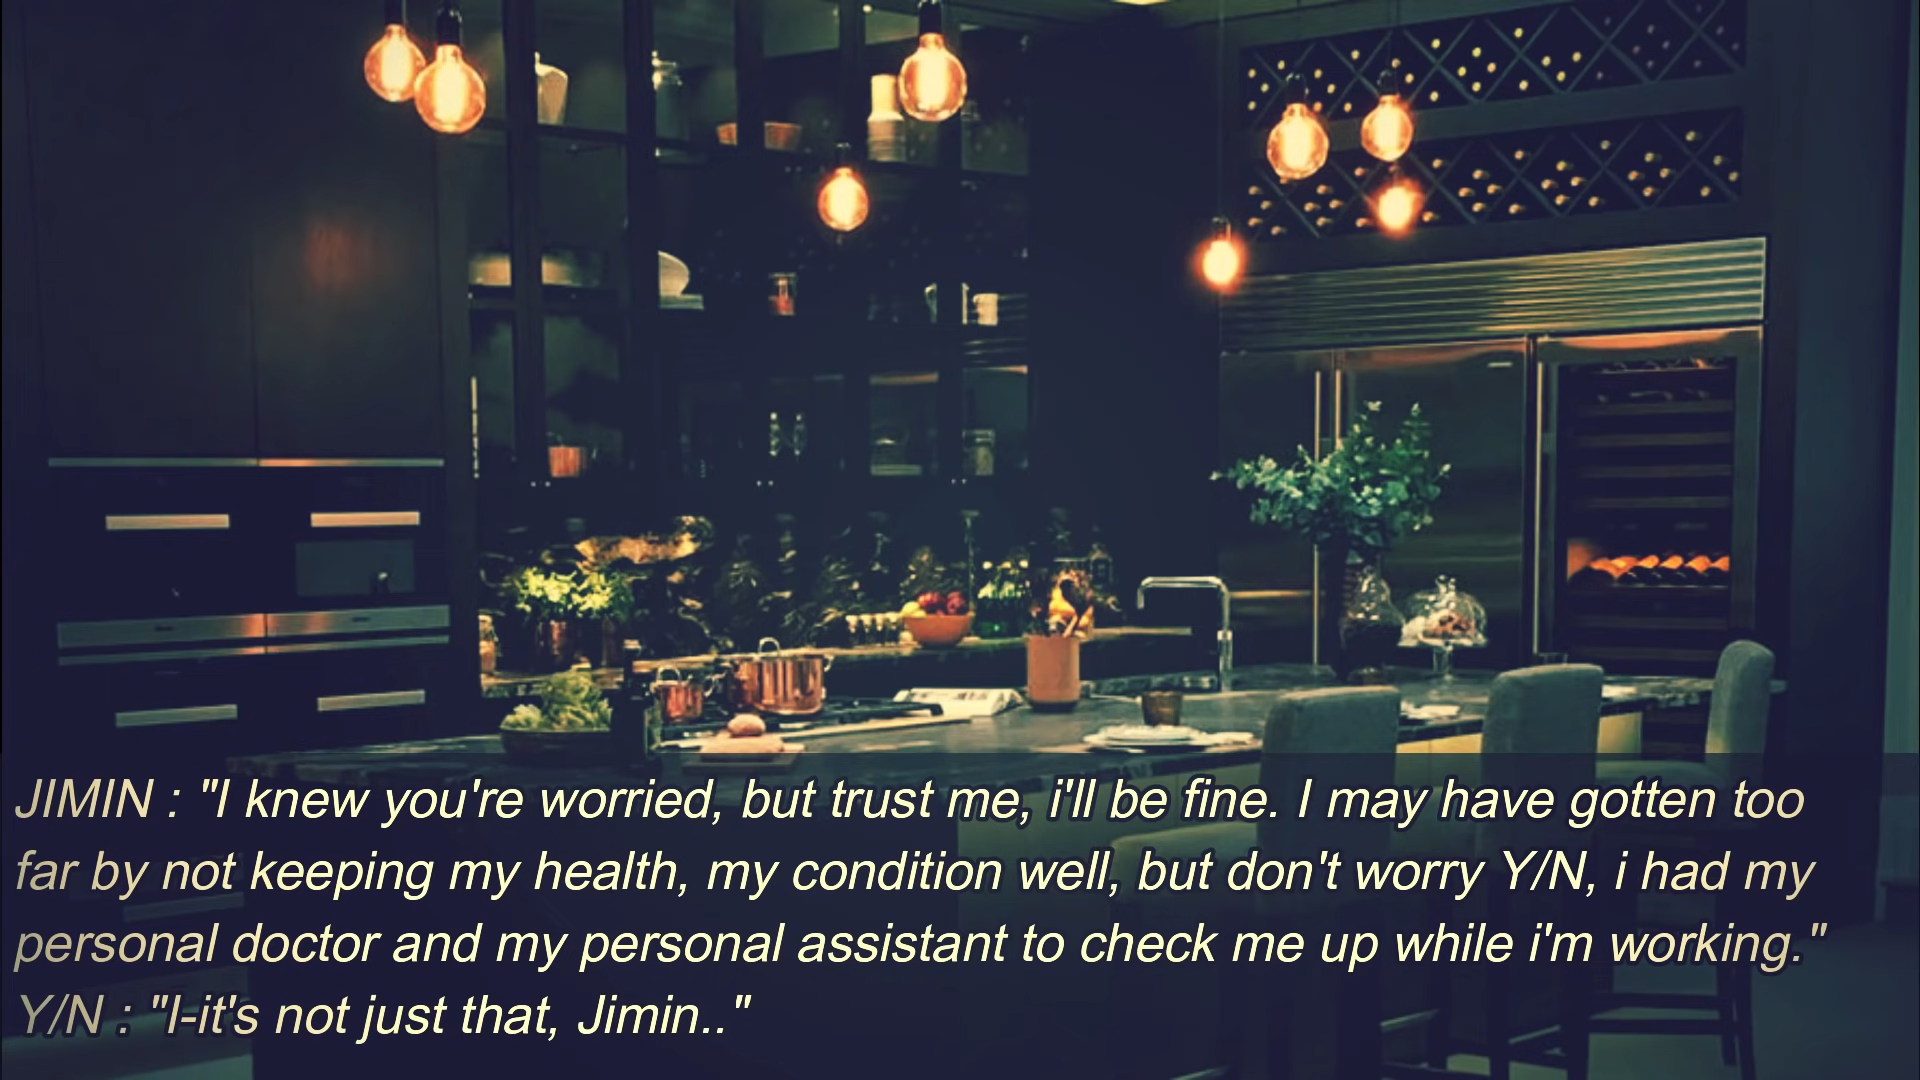 JIMIN : "I knew you're worried, but trust me, i'll be fine. I may have gotten too
far by not keeping my health, my condition well, but don't worry Y/N, i had my
personal doctor and my personal assistant to check me up while i'm working."
Y/N : "I-it's not just that, Jimin.."